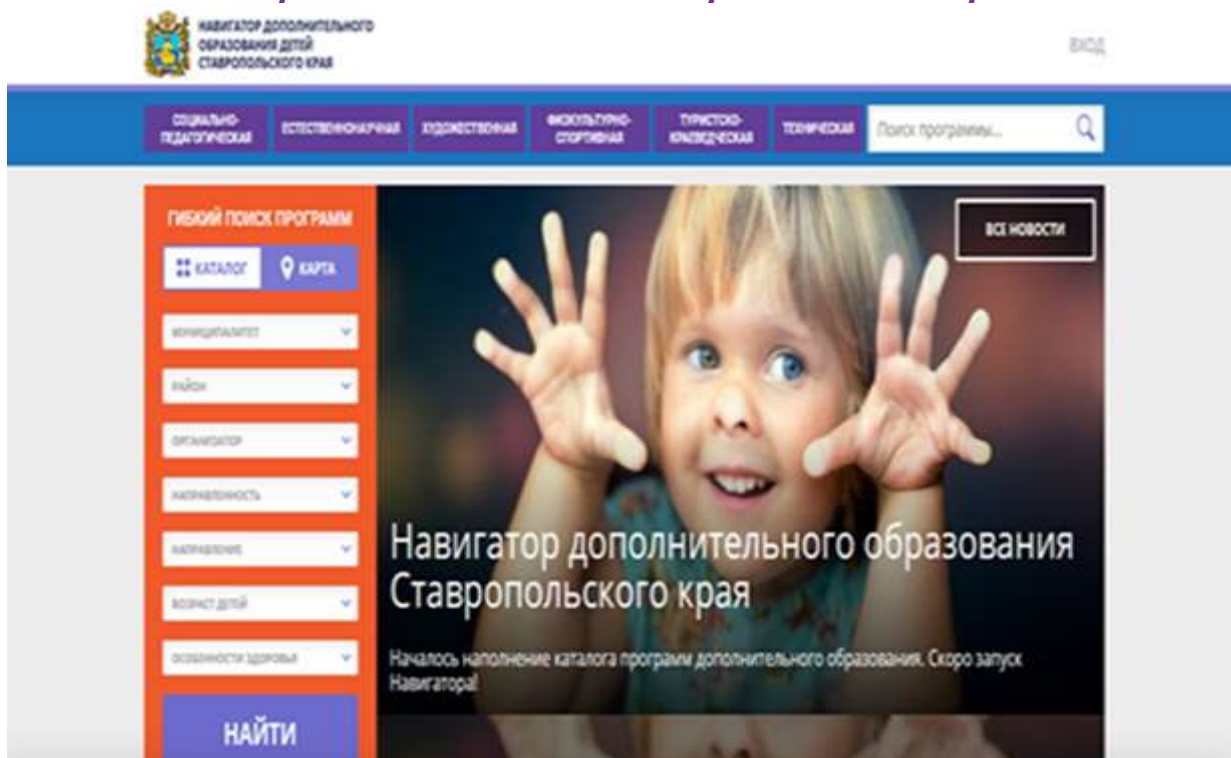 НАВИГАТОР ДОПОЛНИТЕЛЬНОГО
ОБРАЗОВАНИЯ ДЕТЕЙ
СТАВРОПОЛЬСКОГО КРАЯ
ВХОД
СОЦИАЛЬНО-
ПЕДАГОГИЧЕСКАЯ
ЕСТЕСТВЕННОНАУЧНАЯ
ХУДОЖЕСТВЕННАЯ
ФИЗКУЛЬТУРНО-
СПОРТИВНАЯ
ТУРИСТСКО-
КРАЕВЕДЧЕСКАЯ
ТЕХНИЧЕСКАЯ
Поиск программы...
ГИБКИЙ ПОИСК ПРОГРАММ
КАТАЛОГ
КАРТА
МУНИЦИПАЛИТЕТ
РАЙОН
ОРГАНИЗАТОР
НАПРАВЛЕННОСТЬ
НАПРАВЛЕНИЕ
ВОЗРАСТ ДЕТЕЙ
ОСОБЕННОСТИ ЗДОРОВЬЯ
НАЙТИ
ВСЕ НОВОСТИ
Навигатор дополнительного образования
Ставропольского края
Началось наполнение каталога программ дополнительного образования. Скоро запуск
Навигатора!